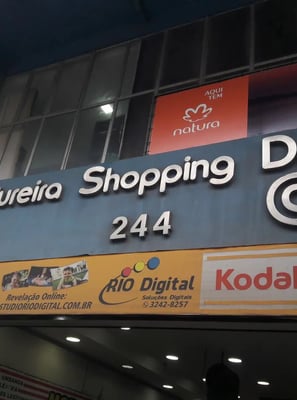 AQUI
TEM
natura
ureira Shopping D
244
Revelação Online:
STUDIORIODIGITAL.COM.BR
RIO Digital
Soluções Digitais
3242-8257
Kodak